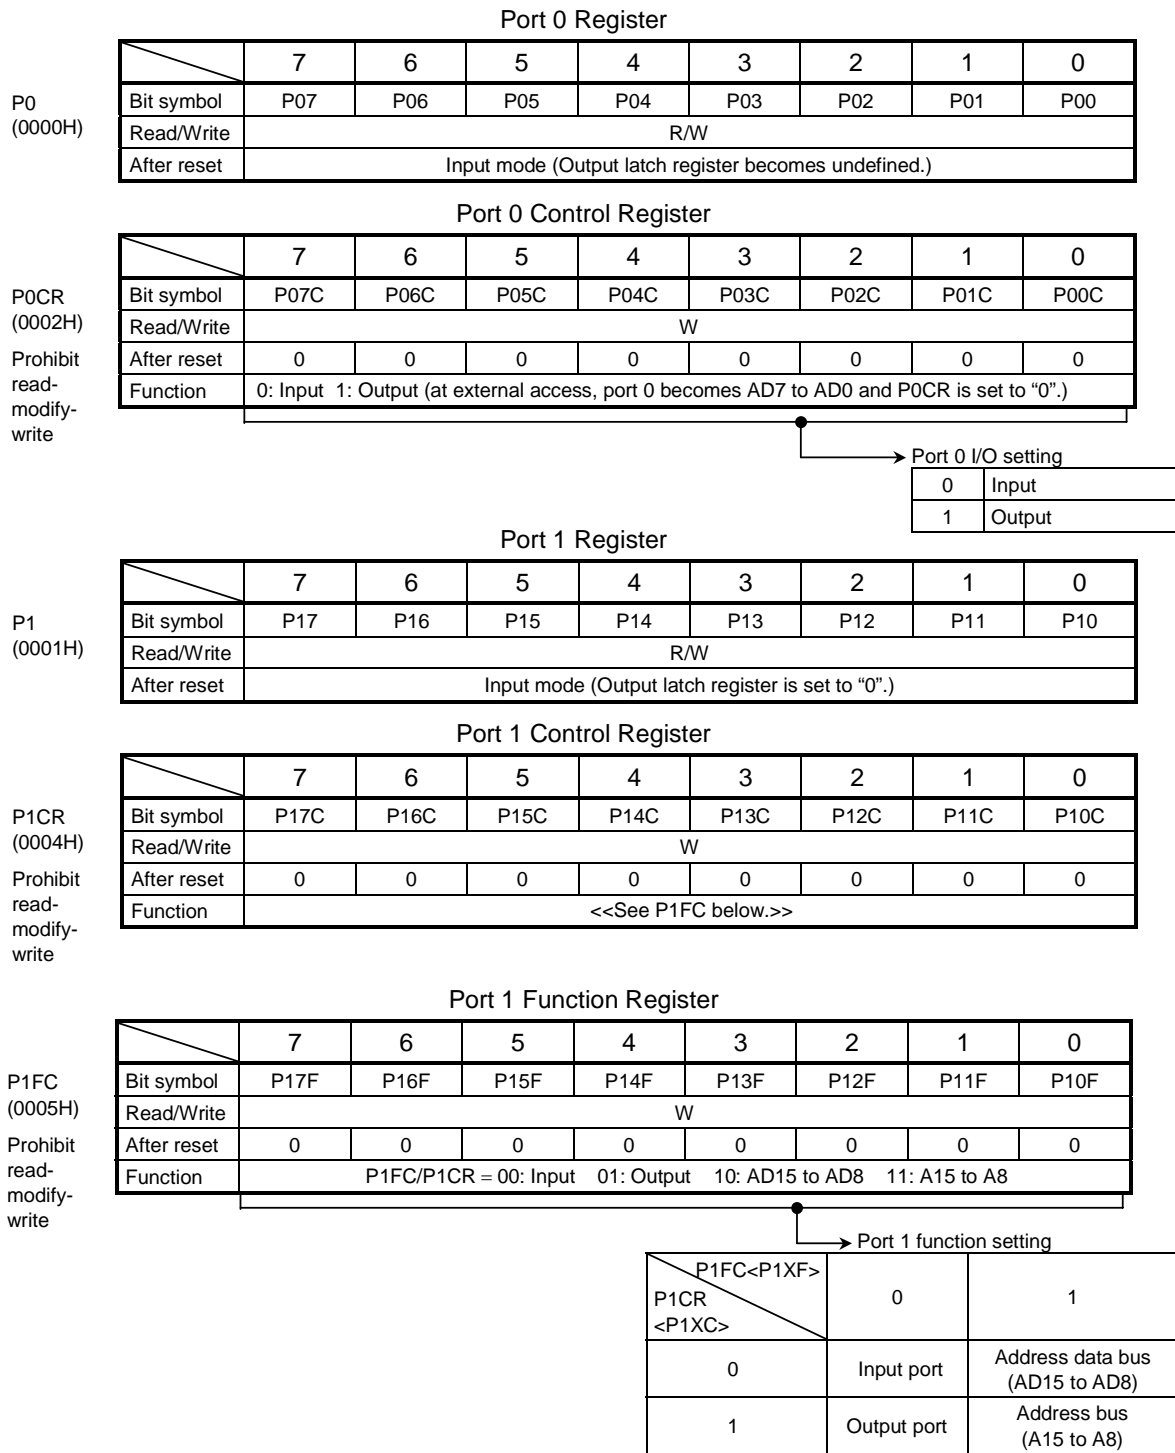 Port 0 Register
7 6 5 4 3 2 1 0
P0
(0000H)
Bit symbol P07 P06 P05 P04 P03 P02 P01 P00
Read/Write R/W
After reset Input mode (Output latch register becomes undefined.)
Port 0 Control Register
7 6 5 4 3 2 1 0
P0CR
(0002H)
Prohibit
read-
modify-
write
Bit symbol P07C P06C P05C P04C P03C P02C P01C P00C
Read/Write W
After reset 0 0 0 0 0 0 0 0
Function 0: Input 1: Output (at external access, port 0 becomes AD7 to AD0 and P0CR is set to “0”.)
Port 0 I/O setting
0 Input
1 Output
Port 1 Register
7 6 5 4 3 2 1 0
P1
(0001H)
Bit symbol P17 P16 P15 P14 P13 P12 P11 P10
Read/Write R/W
After reset Input mode (Output latch register is set to “0”.)
Port 1 Control Register
7 6 5 4 3 2 1 0
P1CR
(0004H)
Prohibit
read-
modify-
write
Bit symbol P17C P16C P15C P14C P13C P12C P11C P10C
Read/Write W
After reset 0 0 0 0 0 0 0 0
Function <<See P1FC below.>>
Port 1 Function Register
7 6 5 4 3 2 1 0
P1FC
(0005H)
Prohibit
read-
modify-
write
Bit symbol P17F P16F P15F P14F P13F P12F P11F P10F
Read/Write W
After reset 0 0 0 0 0 0 0 0
Function P1FC/P1CR = 00: Input 01: Output 10: AD15 to AD8 11: A15 to A8
Port 1 function setting
P1FC<P1XF>
P1CR
<P1XC>
0 1
0 Input port Address data bus
(AD15 to AD8)
1 Output port Address bus
(A15 to A8)